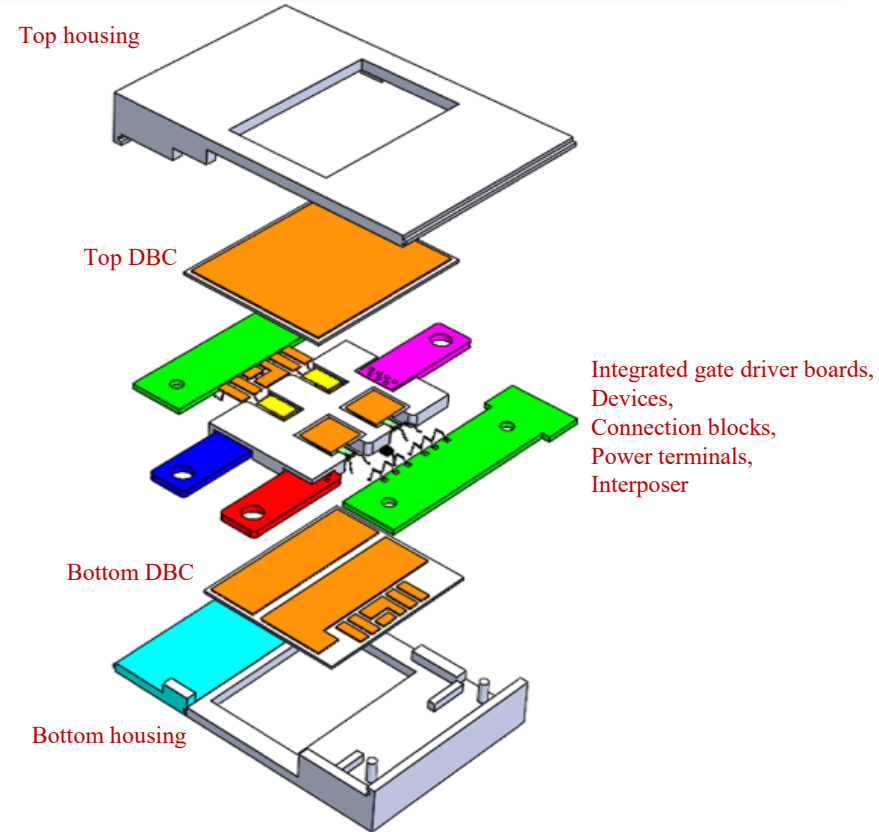 Top housing
Top DBC
Integrated gate driver boards,
Devices,
Connection blocks,
Power terminals,
Interposer
Bottom DBC
Bottom housing